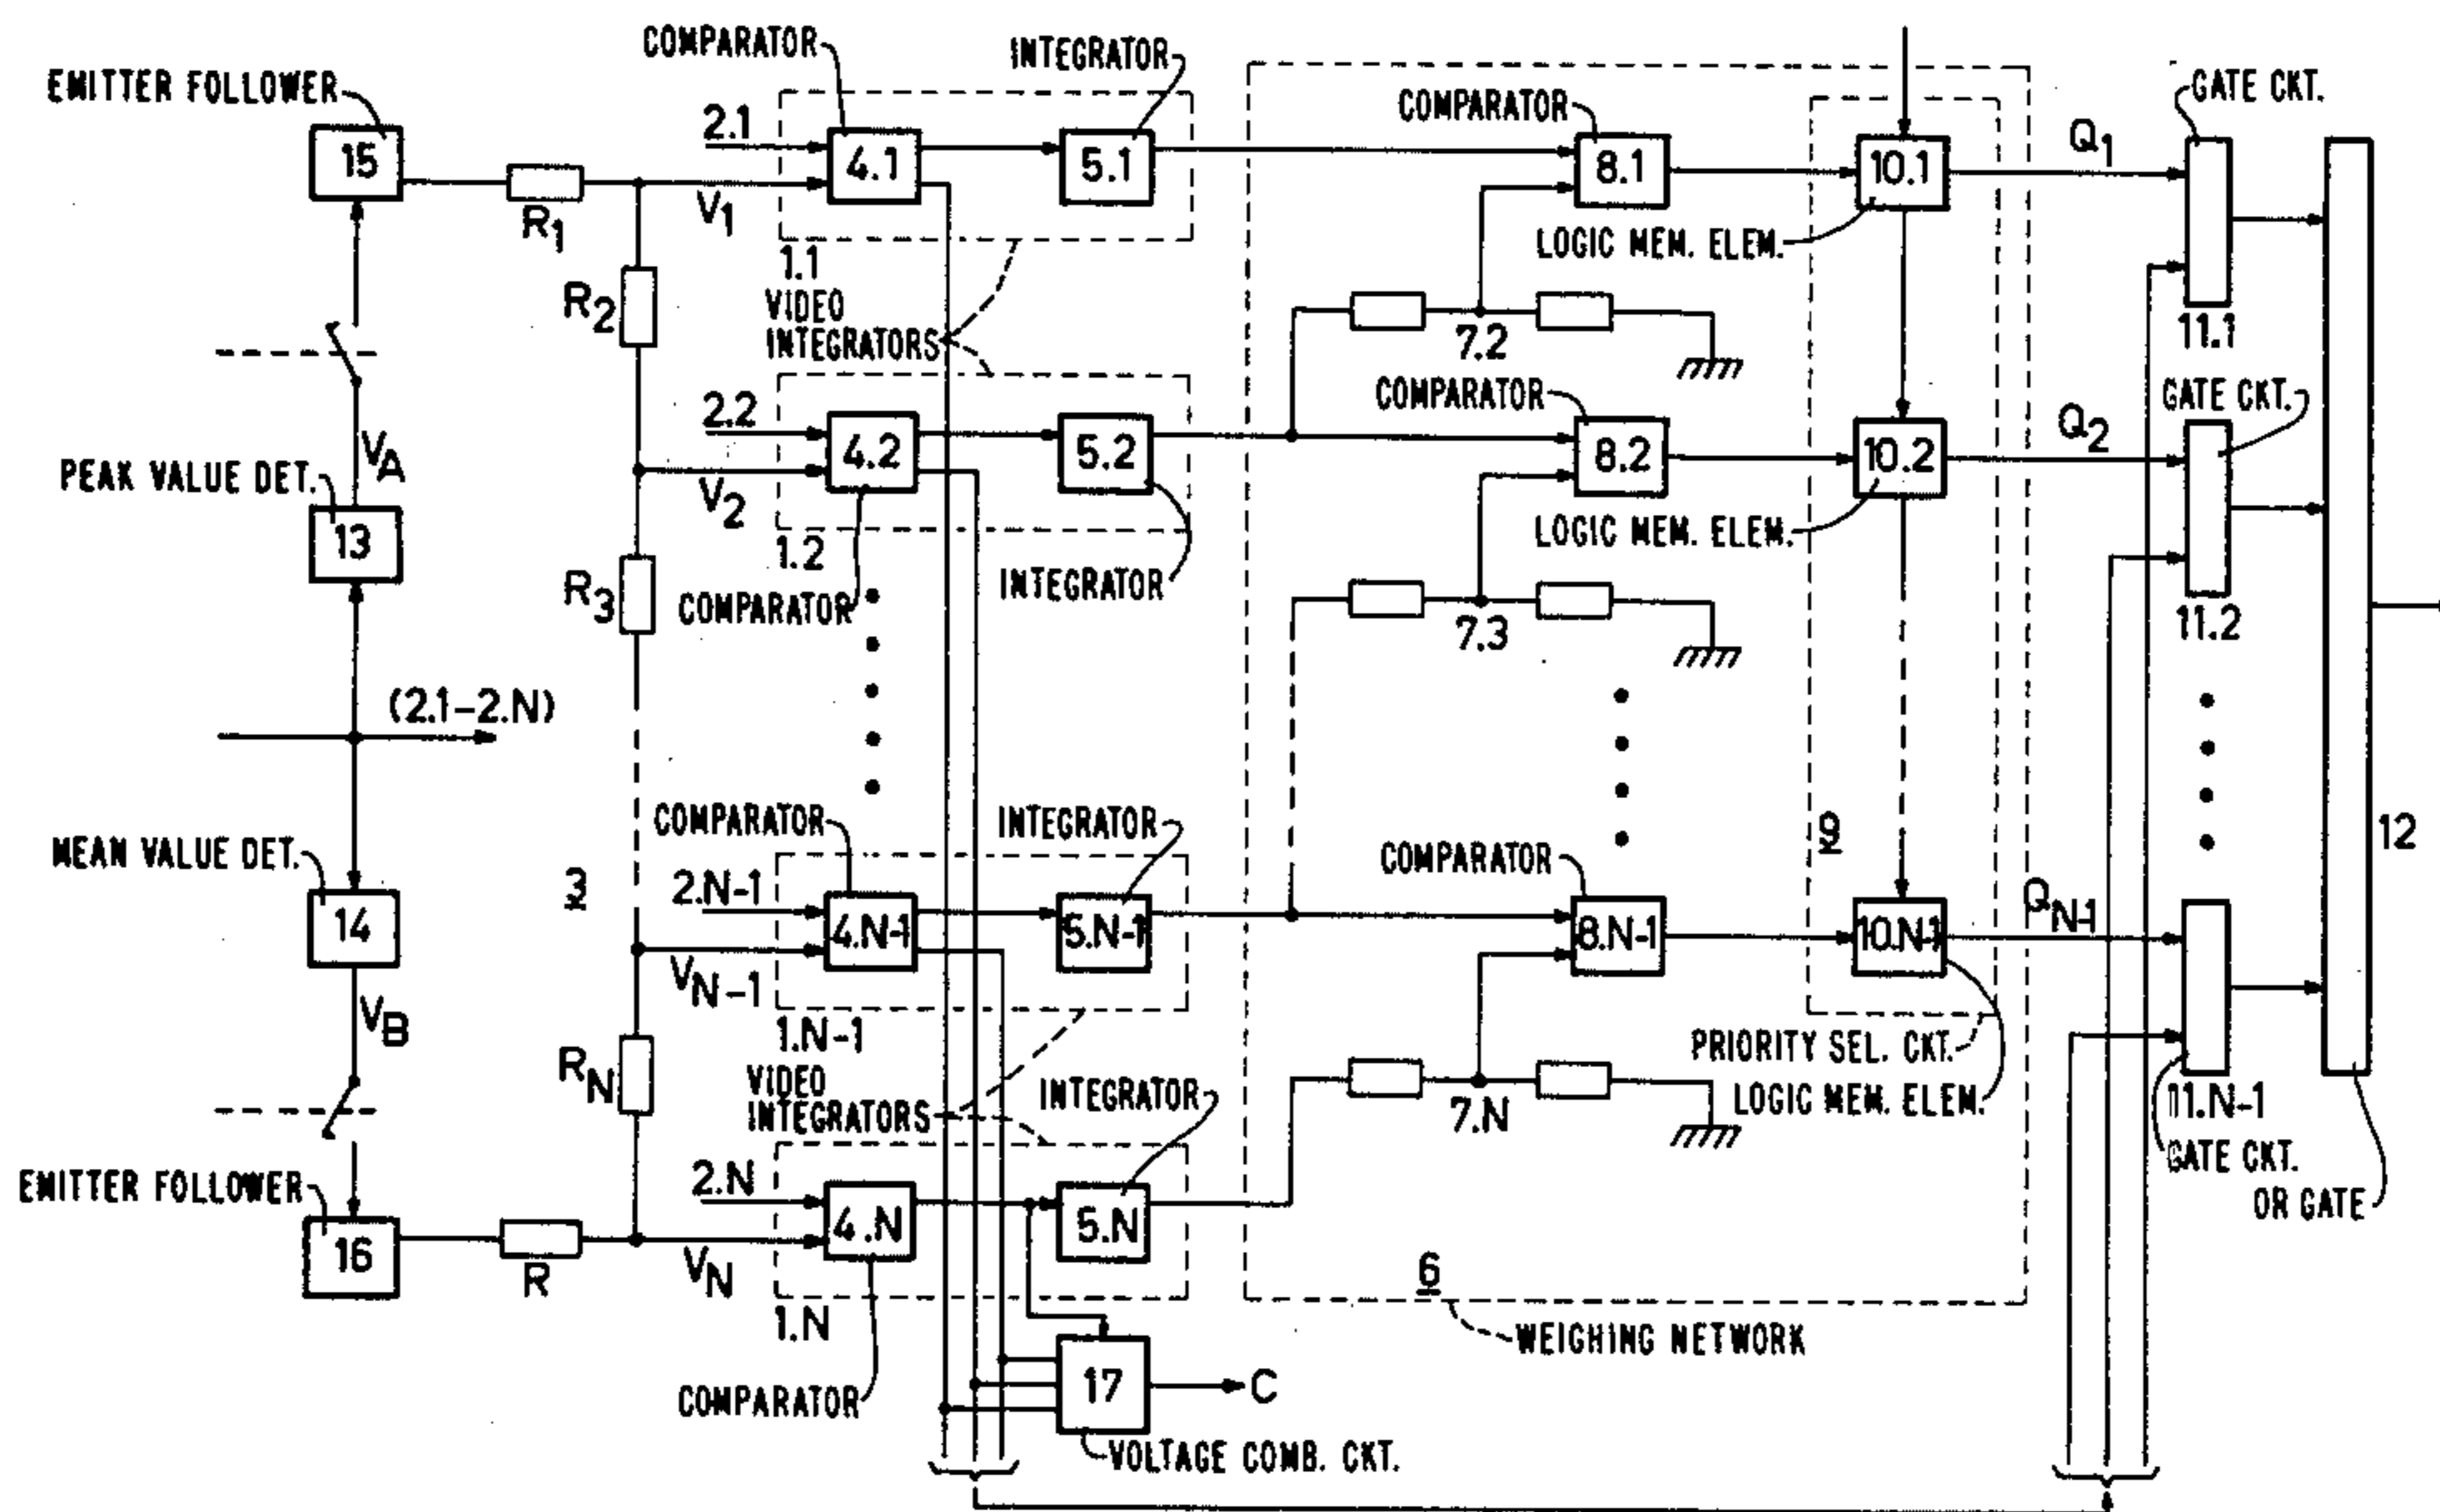 COMPARATOR
INTEGRATOR
EMITTER FOLLOWER
15
R1
2.1
V1
4.1
5.1
1.1
VIDEO
INTEGRATORS
COMPARATOR
8.1
10.1
LOGIC MEM. ELEM.
Q1
GATE CKT.
11.1
R2
7.2
VA
PEAK VALUE DET.
13
2.2
V2
4.2
5.2
1.2
COMPARATOR
INTEGRATOR
COMPARATOR
8.2
10.2
LOGIC MEM. ELEM.
Q2
GATE CKT.
11.2
R3
7.3
(2.1-2.N)
MEAN VALUE DET.
14
3
COMPARATOR
INTEGRATOR
2.N-1
VN-1
4.N-1
5.N-1
1.N-1
VIDEO
INTEGRATORS
COMPARATOR
8.N-1
9
10.N-1
QN-1
12
PRIORITY SEL. CKT.
LOGIC MEM. ELEM.
11.N-1
GATE CKT.
OR GATE
VB
RN
INTEGRATOR
7.N
EMITTER FOLLOWER
16
R
2.N
VN
4.N
5.N
1.N
COMPARATOR
6
WEIGHING NETWORK
17
C
VOLTAGE COMB. CKT.